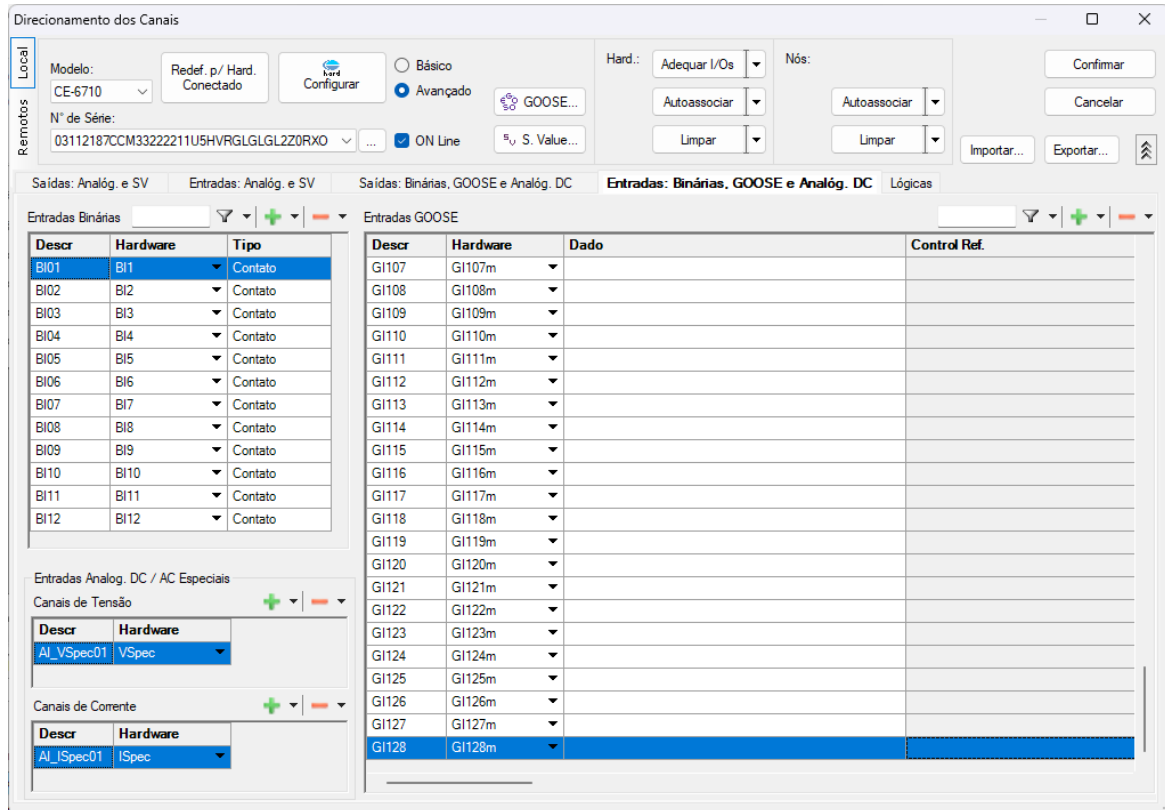 Direcionamento dos Canais
Local
Remotos
Modelo:
CE-6710
Redef. p/ Hard. Conectado
hard
Configurar
Básico
Avançado
GOOSE...
N° de Série:
03112187CCM33222211U5HVRGLGLGL2Z0RXO
...
ON Line
S. Value...
Hard.:
Adequar I/Os
Autoassociar
Limpar
Nós:
Autoassociar
Limpar
Confirmar
Cancelar
Importar...
Exportar...
Saídas: Analóg. e SV
Entradas: Analóg. e SV
Saídas: Binárias, GOOSE e Analóg. DC
Entradas: Binárias, GOOSE e Analóg. DC
Lógicas
Entradas Binárias
Descr Hardware Tipo
BI01 BI1 Contato
BI02 BI2 Contato
BI03 BI3 Contato
BI04 BI4 Contato
BI05 BI5 Contato
BI06 BI6 Contato
BI07 BI7 Contato
BI08 BI8 Contato
BI09 BI9 Contato
BI10 BI10 Contato
BI11 BI11 Contato
BI12 BI12 Contato
Entradas Analog. DC / AC Especiais
Canais de Tensão
Descr Hardware
AI_VSpec01 VSpec
Canais de Corrente
Descr Hardware
AI_ISpec01 ISpec
Entradas GOOSE
Descr Hardware Dado Control Ref.
GI107 GI107m
GI108 GI108m
GI109 GI109m
GI110 GI110m
GI111 GI111m
GI112 GI112m
GI113 GI113m
GI114 GI114m
GI115 GI115m
GI116 GI116m
GI117 GI117m
GI118 GI118m
GI119 GI119m
GI120 GI120m
GI121 GI121m
GI122 GI122m
GI123 GI123m
GI124 GI124m
GI125 GI125m
GI126 GI126m
GI127 GI127m
GI128 GI128m